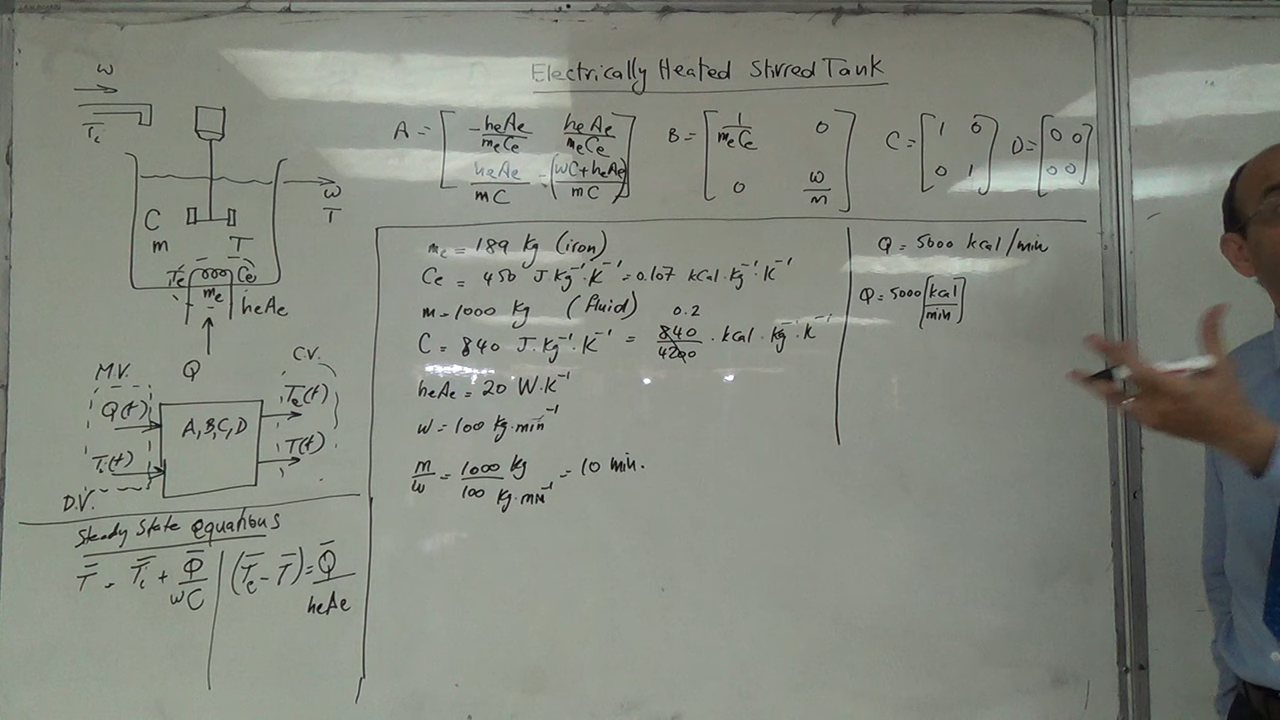 Electrically Heated Stirred Tank
w
Ti
C
m
T
w
T
Te
Ce
me
heAe
Q
A = [ -heAe/meCe heAe/meCe
heAe/mC -(wC+heAe)/mC ]
B = [ 1/meCe 0
0 w/m ]
C = [ 1 0
0 1 ]
D = [ 0 0
0 0 ]
M.V.
C.V.
Q(t)
Te(t)
A,B,C,D
Ti(t)
T(t)
D.V.
Steady State equations
T̄ = T̄i + Q̄/wC | (T̄e - T̄) = Q̄/heAe
me = 189 kg (iron)
Ce = 450 J kg⁻¹·K⁻¹ = 0.107 kcal·kg⁻¹·K⁻¹
m = 1000 kg (fluid)
0.2
C = 840 J·kg⁻¹·K⁻¹ = 840/4200 · kcal·kg⁻¹·K⁻¹
heAe = 20 W·K⁻¹
w = 100 kg·min⁻¹
m/w = 1000 kg/100 kg·min⁻¹ = 10 min.
Q = 5000 kcal/min
Q = 5000 [kcal/min]